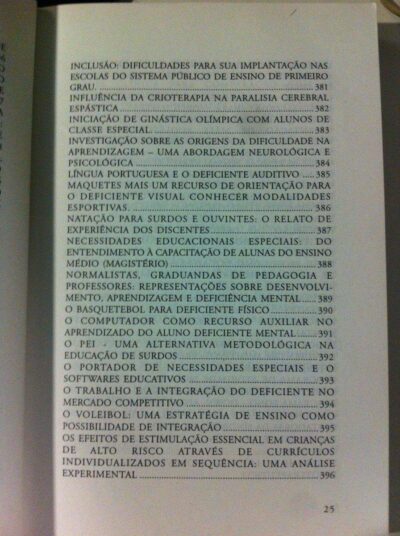 INCLUSÃO: DIFICULDADES PARA SUA IMPLANTAÇÃO NAS
ESCOLAS DO SISTEMA PÚBLICO DE ENSINO DE PRIMEIRO
GRAU. ........................ 381
INFLUÊNCIA DA CRIOTERAPIA NA PARALISIA CEREBRAL
ESPÁSTICA ........................ 382
INICIAÇÃO DE GINÁSTICA OLÍMPICA COM ALUNOS DE
CLASSE ESPECIAL. ........................ 383
INVESTIGAÇÃO SOBRE AS ORIGENS DA DIFICULDADE NA
APRENDIZAGEM – UMA ABORDAGEM NEUROLÓGICA E
PSICOLÓGICA ........................ 384
LÍNGUA PORTUGUESA E O DEFICIENTE AUDITIVO ..... 385
MAQUETES MAIS UM RECURSO DE ORIENTAÇÃO PARA
O DEFICIENTE VISUAL CONHECER MODALIDADES
ESPORTIVAS. ........................ 386
NATAÇÃO PARA SURDOS E OUVINTES: O RELATO DE
EXPERIÊNCIA DOS DISCENTES ........................ 387
NECESSIDADES EDUCACIONAIS ESPECIAIS: DO
ENTENDIMENTO À CAPACITAÇÃO DE ALUNAS DO ENSINO
MÉDIO (MAGISTÉRIO) ........................ 388
NORMALISTAS, GRADUANDAS DE PEDAGOGIA E
PROFESSORES: REPRESENTAÇÕES SOBRE DESENVOLVI-
MENTO, APRENDIZAGEM E DEFICIÊNCIA MENTAL .... 389
O BASQUETEBOL PARA DEFICIENTE FÍSICO ............ 390
O COMPUTADOR COMO RECURSO AUXILIAR NO
APRENDIZADO DO ALUNO DEFICIENTE MENTAL ..... 391
O PEI - UMA ALTERNATIVA METODOLÓGICA NA
EDUCAÇÃO DE SURDOS ........................ 392
O PORTADOR DE NECESSIDADES ESPECIAIS E O
SOFTWARES EDUCATIVOS ........................ 393
O TRABALHO E A INTEGRAÇÃO DO DEFICIENTE NO
MERCADO COMPETITIVO ........................ 394
O VOLEIBOL: UMA ESTRATÉGIA DE ENSINO COMO
POSSIBILIDADE DE INTEGRAÇÃO ........................ 395
OS EFEITOS DE ESTIMULAÇÃO ESSENCIAL EM CRIANÇAS
DE ALTO RISCO ATRAVÉS DE CURRÍCULOS
INDIVIDUALIZADOS EM SEQUÊNCIA: UMA ANÁLISE
EXPERIMENTAL ........................ 396
25